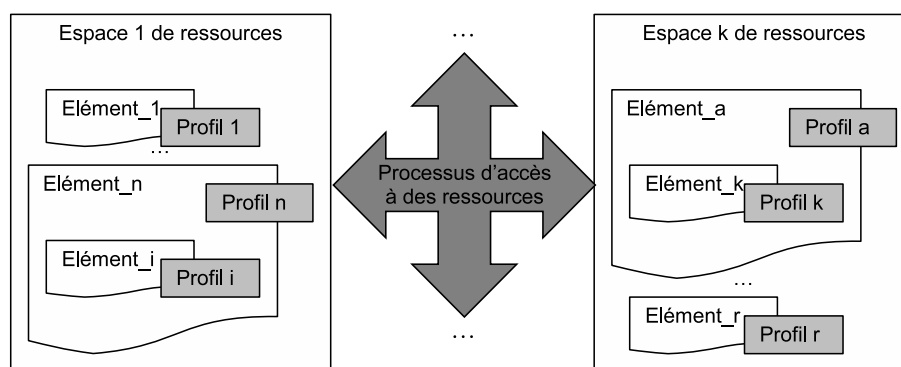 Espace 1 de ressources
Elément_1
Profil 1
...
Elément_n
Profil n
Elément_i
Profil i
...
Processus d'accès
à des ressources
...
Espace k de ressources
Elément_a
Profil a
Elément_k
Profil k
...
Elément_r
Profil r